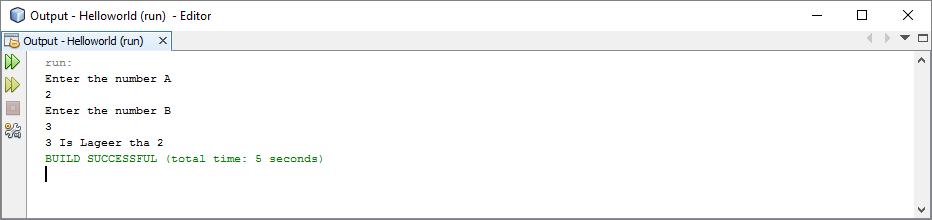 Output - Helloworld (run)  - Editor
Output - Helloworld (run)
run:
Enter the number A
2
Enter the number B
3
3 Is Lageer tha 2
BUILD SUCCESSFUL (total time: 5 seconds)